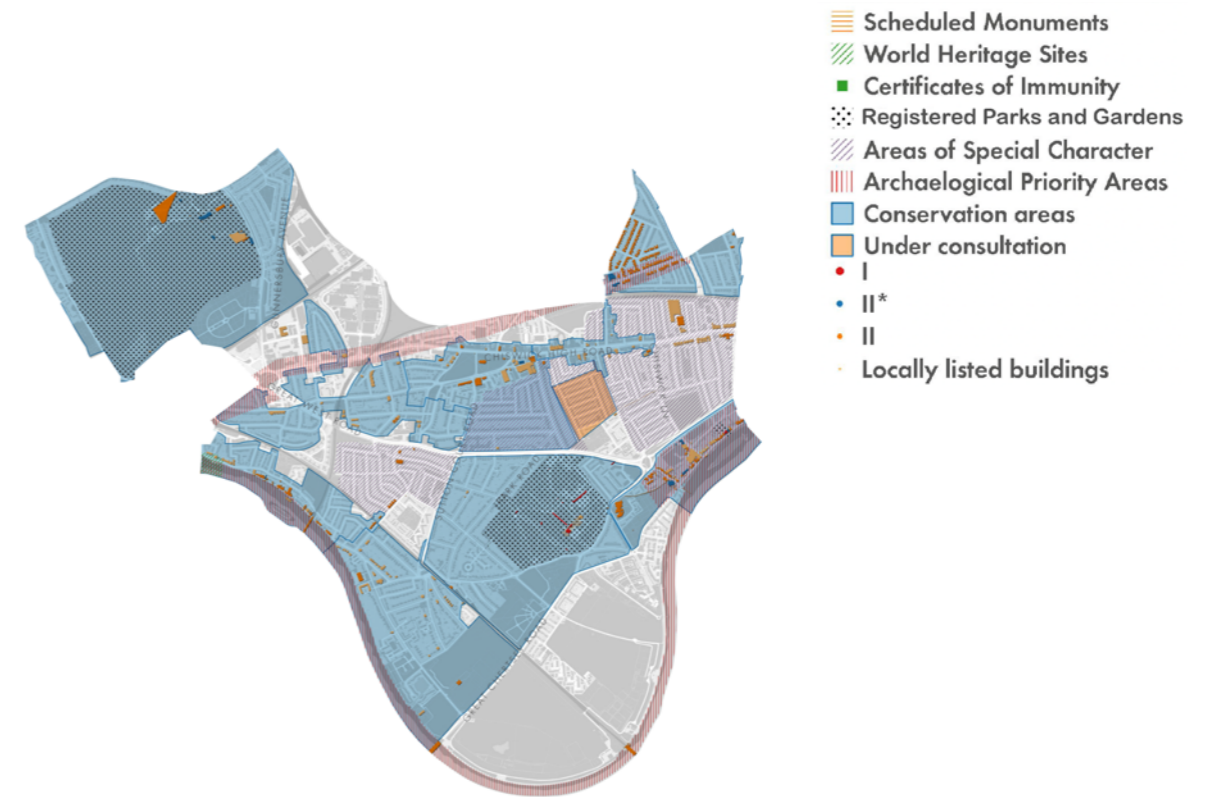 Scheduled Monuments
World Heritage Sites
Certificates of Immunity
Registered Parks and Gardens
Areas of Special Character
Archaelogical Priority Areas
Conservation areas
Under consultation
I
II*
II
Locally listed buildings